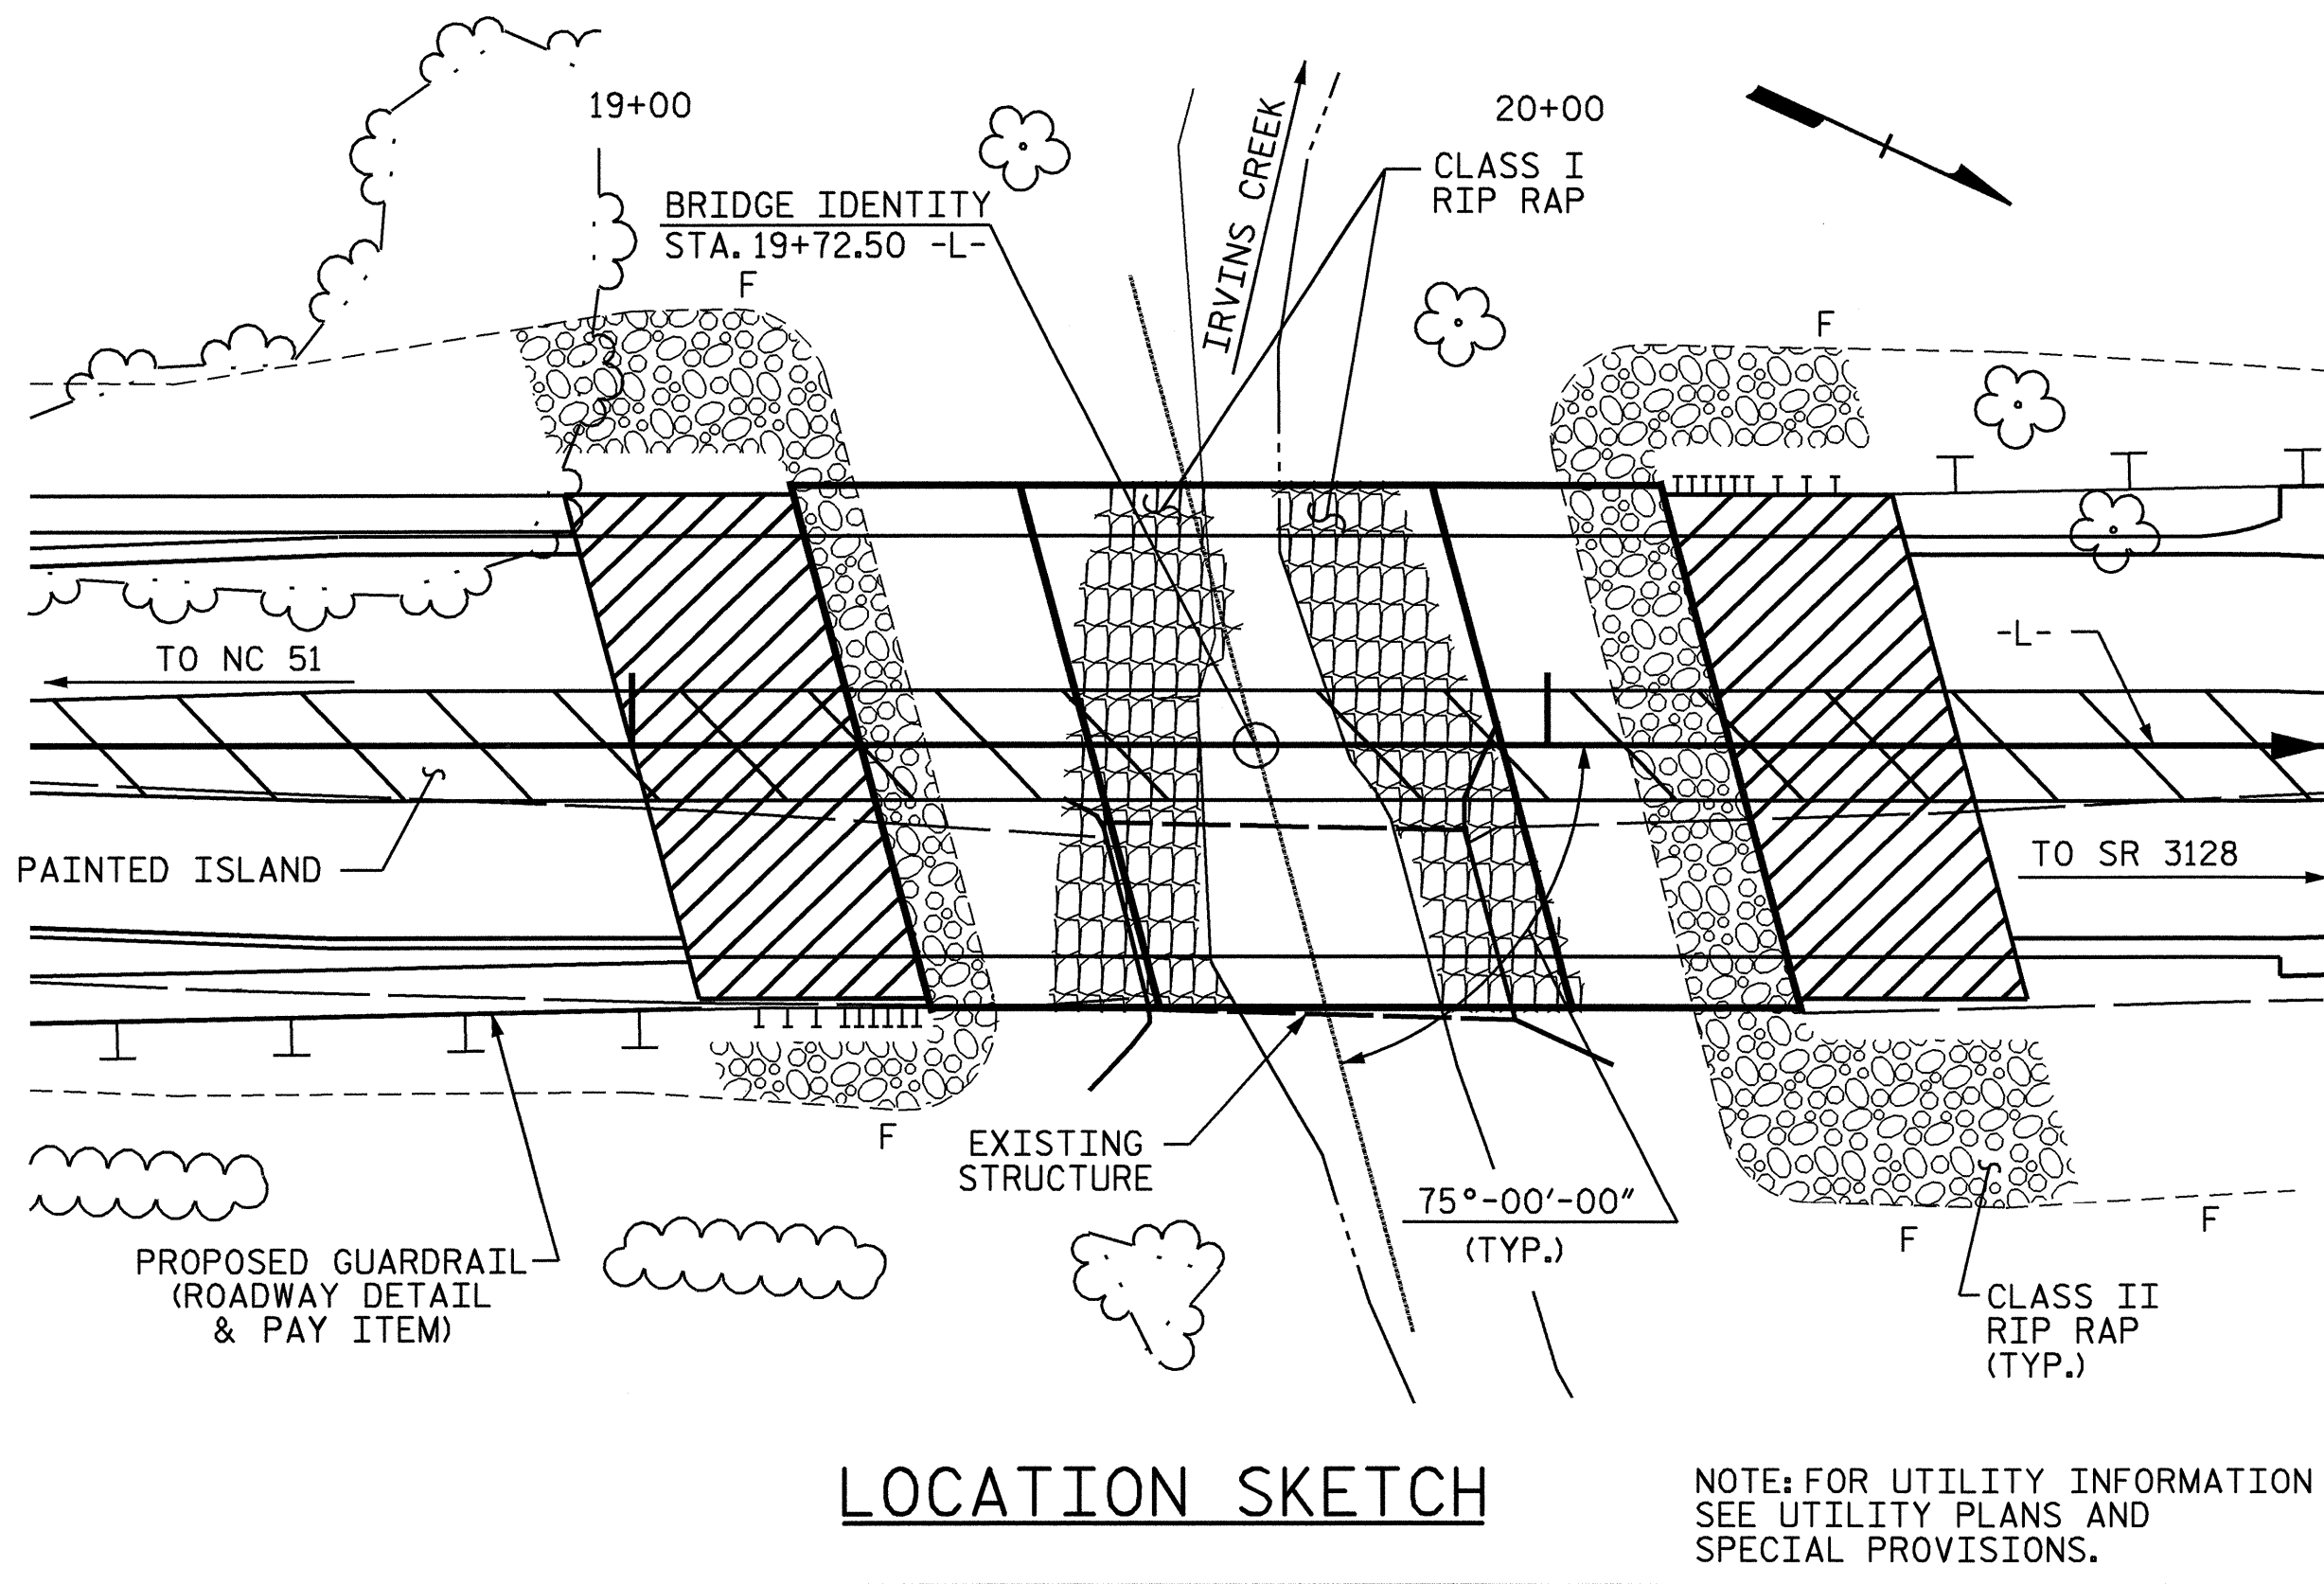 19+00
20+00
IRVINS CREEK
CLASS I
RIP RAP
BRIDGE IDENTITY
STA. 19+72.50 -L-
F
F
-L-
TO NC 51
PAINTED ISLAND
TO SR 3128
F
EXISTING
STRUCTURE
75°-00'-00"
(TYP.)
F
F
PROPOSED GUARDRAIL
(ROADWAY DETAIL
& PAY ITEM)
CLASS II
RIP RAP
(TYP.)
LOCATION SKETCH
NOTE: FOR UTILITY INFORMATION
SEE UTILITY PLANS AND
SPECIAL PROVISIONS.